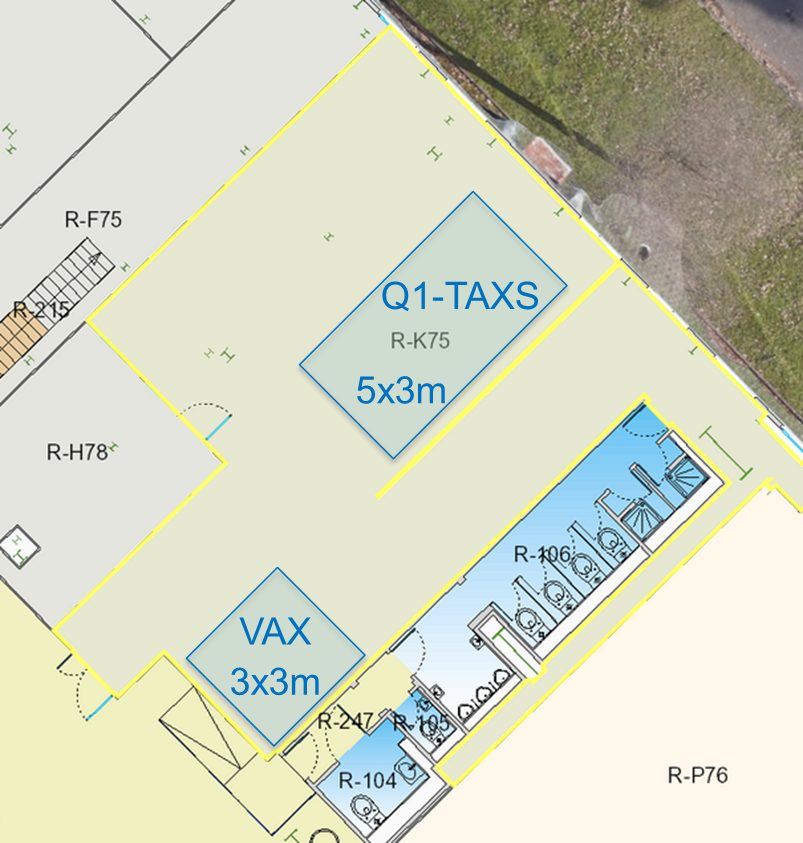 R-F75
R-215
Q1-TAXS
R-K75
5x3m
R-H78
R-106
VAX
3x3m
R-247
R-105
R-104
R-P76